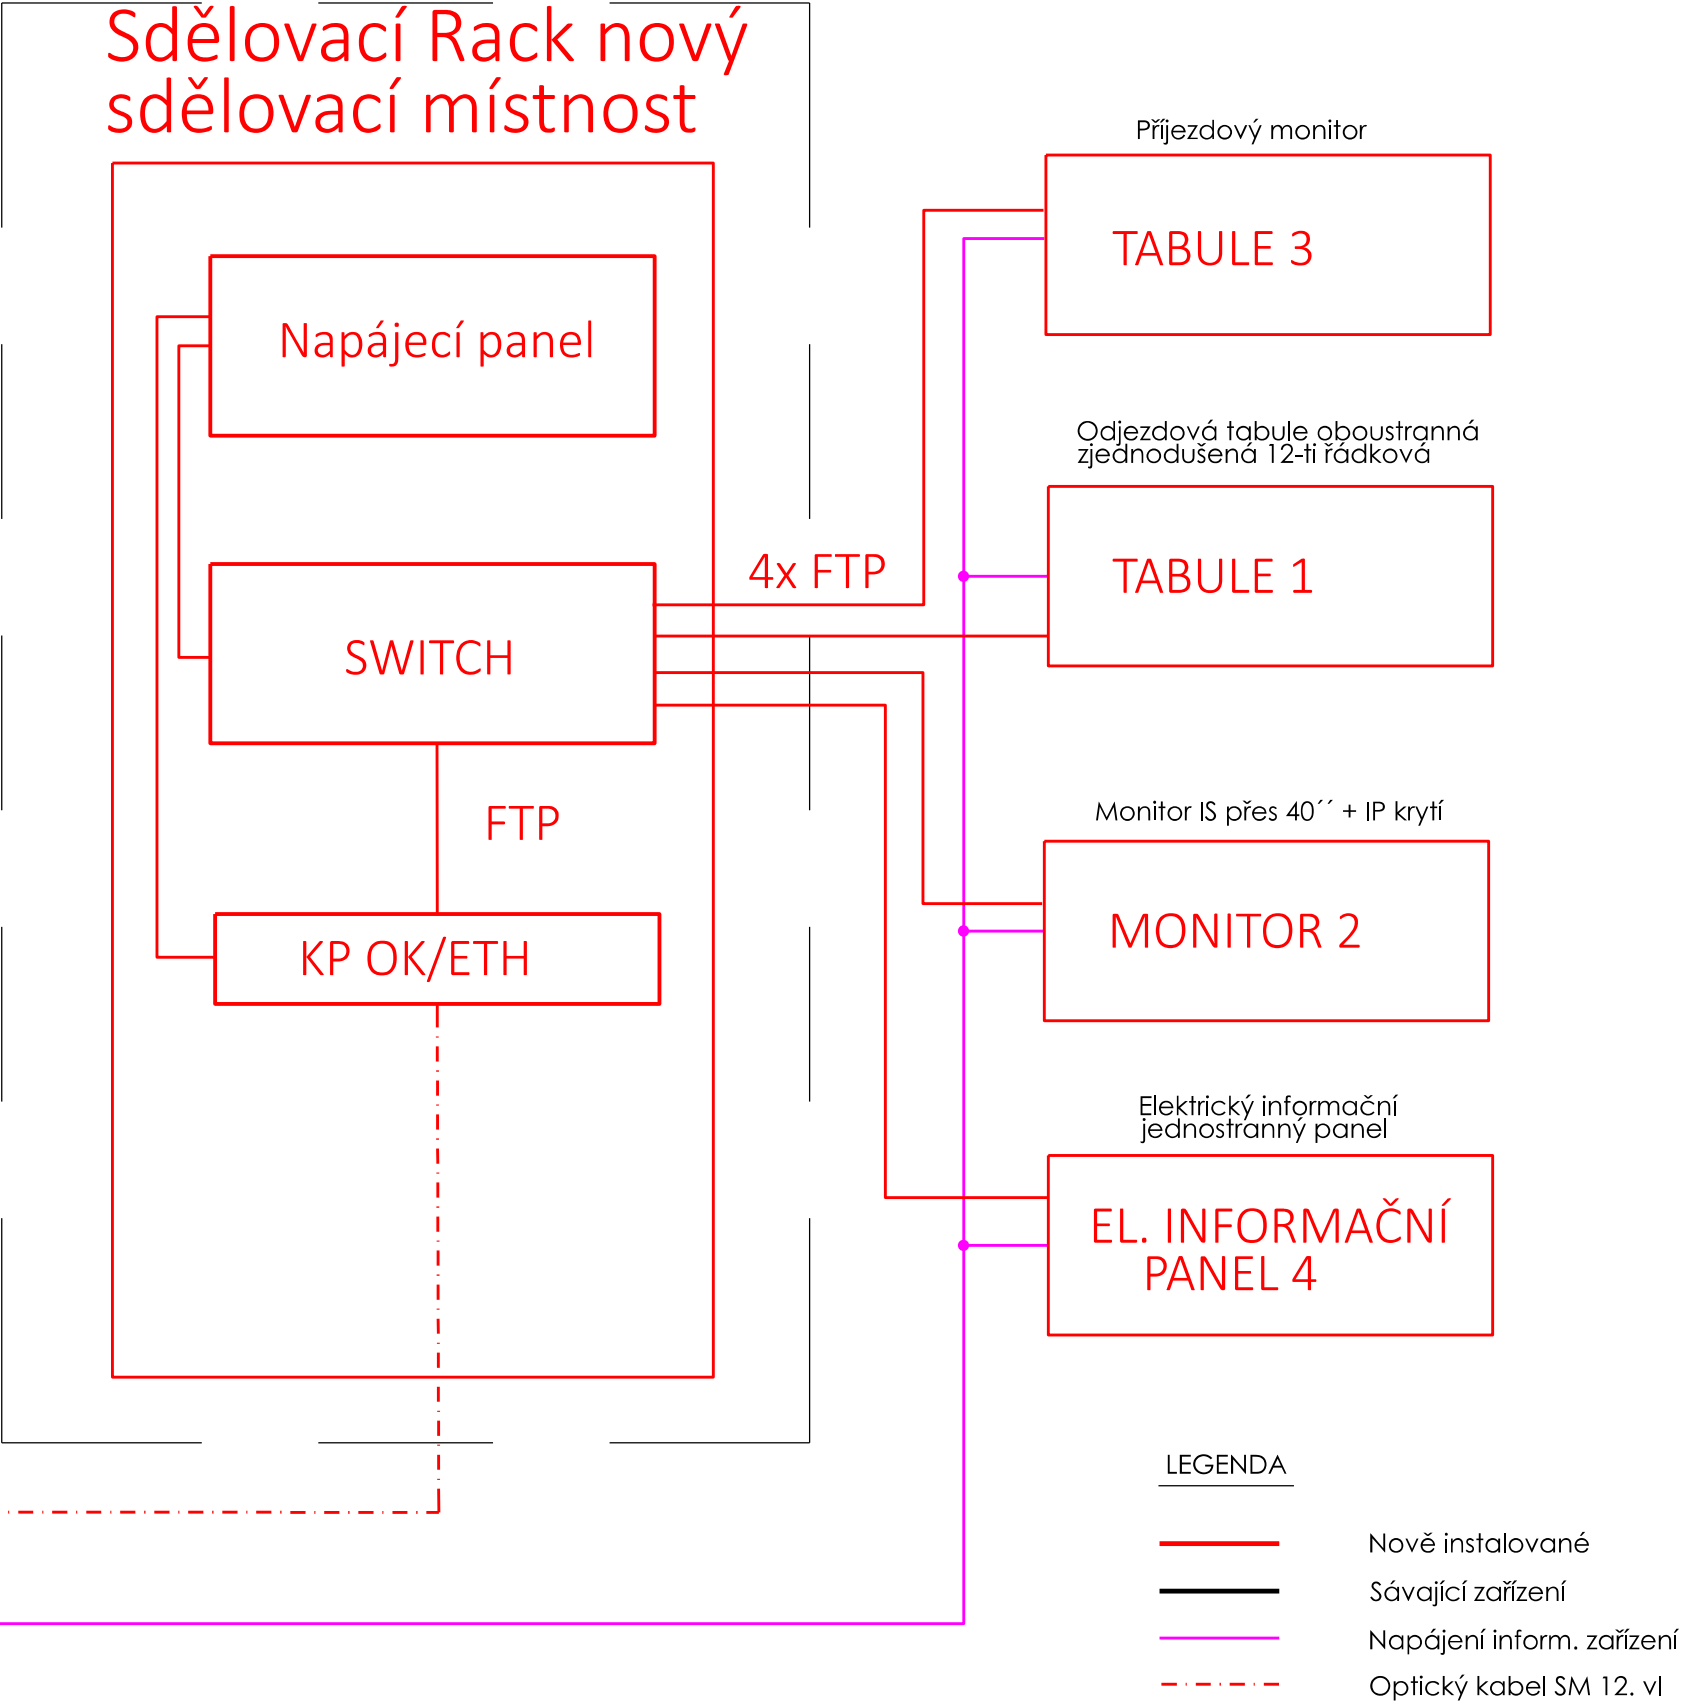 Sdělovací Rack nový
sdělovací místnost
Napájecí panel
SWITCH
4x FTP
FTP
KP OK/ETH
Příjezdový monitor
TABULE 3
Odjezdová tabule oboustranná
zjednodušená 12-ti řádková
TABULE 1
Monitor IS přes 40´´ + IP krytí
MONITOR 2
Elektrický informační
jednostranný panel
EL. INFORMAČNÍ
PANEL 4
LEGENDA
Nově instalované
Sávající zařízení
Napájení inform. zařízení
Optický kabel SM 12. vl